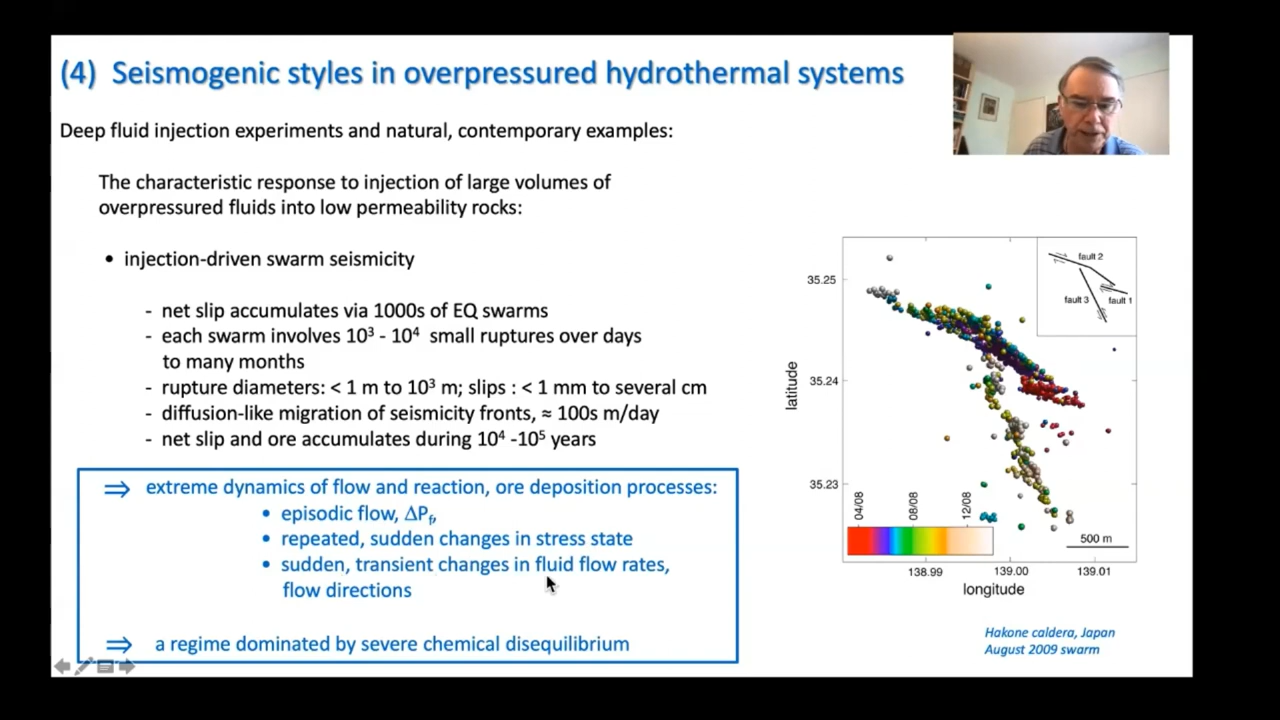 (4) Seismogenic styles in overpressured hydrothermal systems
Deep fluid injection experiments and natural, contemporary examples:
The characteristic response to injection of large volumes of
overpressured fluids into low permeability rocks:
• injection-driven swarm seismicity
- net slip accumulates via 1000s of EQ swarms
- each swarm involves 10³ - 10⁴ small ruptures over days
to many months
- rupture diameters: < 1 m to 10³ m; slips : < 1 mm to several cm
- diffusion-like migration of seismicity fronts, ≈ 100s m/day
- net slip and ore accumulates during 10⁴ -10⁵ years
⇒ extreme dynamics of flow and reaction, ore deposition processes:
• episodic flow, ΔPf,
• repeated, sudden changes in stress state
• sudden, transient changes in fluid flow rates,
flow directions
⇒ a regime dominated by severe chemical disequilibrium
fault 2
fault 3
fault 1
35.25
35.24
35.23
latitude
04/08
08/08
12/08
500 m
138.99
139.00
139.01
longitude
Hakone caldera, Japan
August 2009 swarm